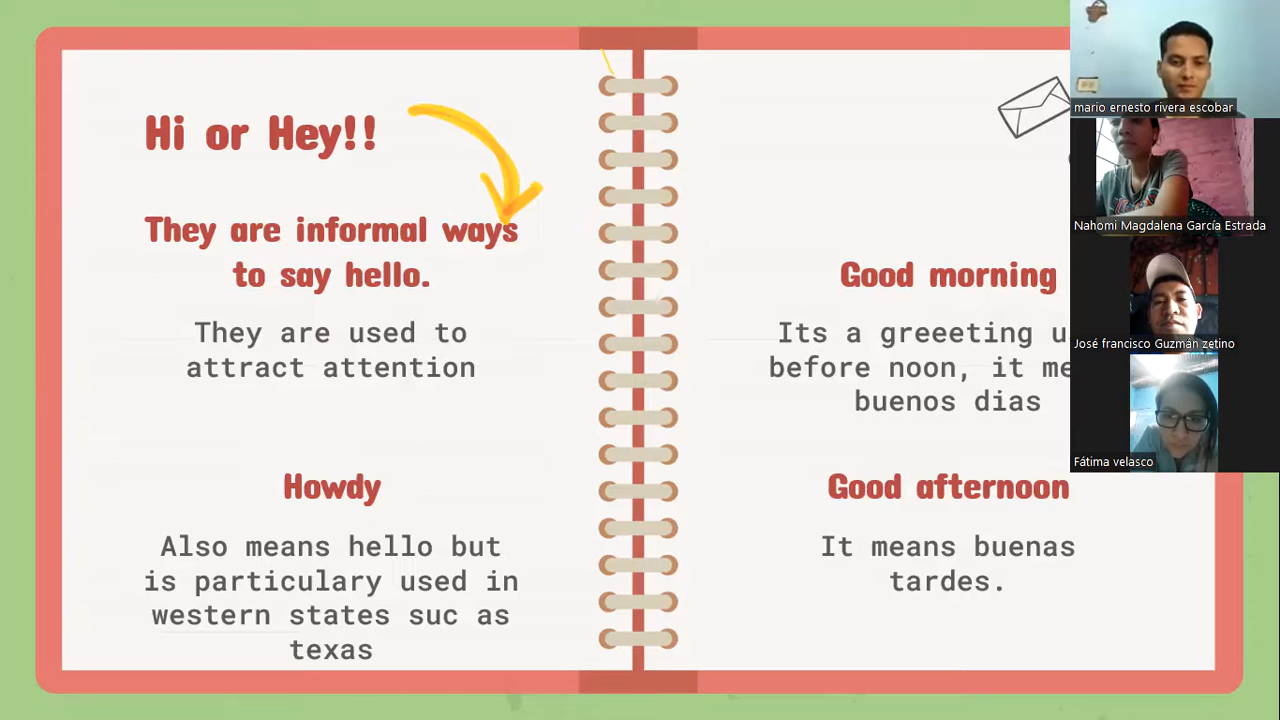 Hi or Hey!!
They are informal ways
to say hello.
They are used to
attract attention
Howdy
Also means hello but
is particulary used in
western states suc as
texas
Good morning
Its a greeeting
before noon, it
buenos dias
Good afternoon
It means buenas
tardes.
mario ernesto rivera escobar
Nahomi Magdalena García Estrada
José francisco Guzmán zetino
Fátima velasco